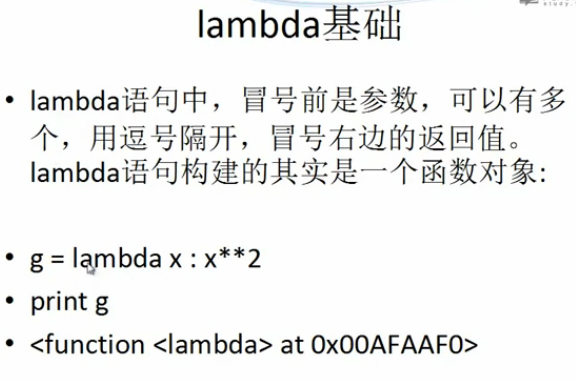 lambda基础
• lambda语句中，冒号前是参数，可以有多
个，用逗号隔开，冒号右边的返回值。
lambda语句构建的其实是一个函数对象:
• g = lambda x : x**2
• print g
• <function <lambda> at 0x00AFAAF0>